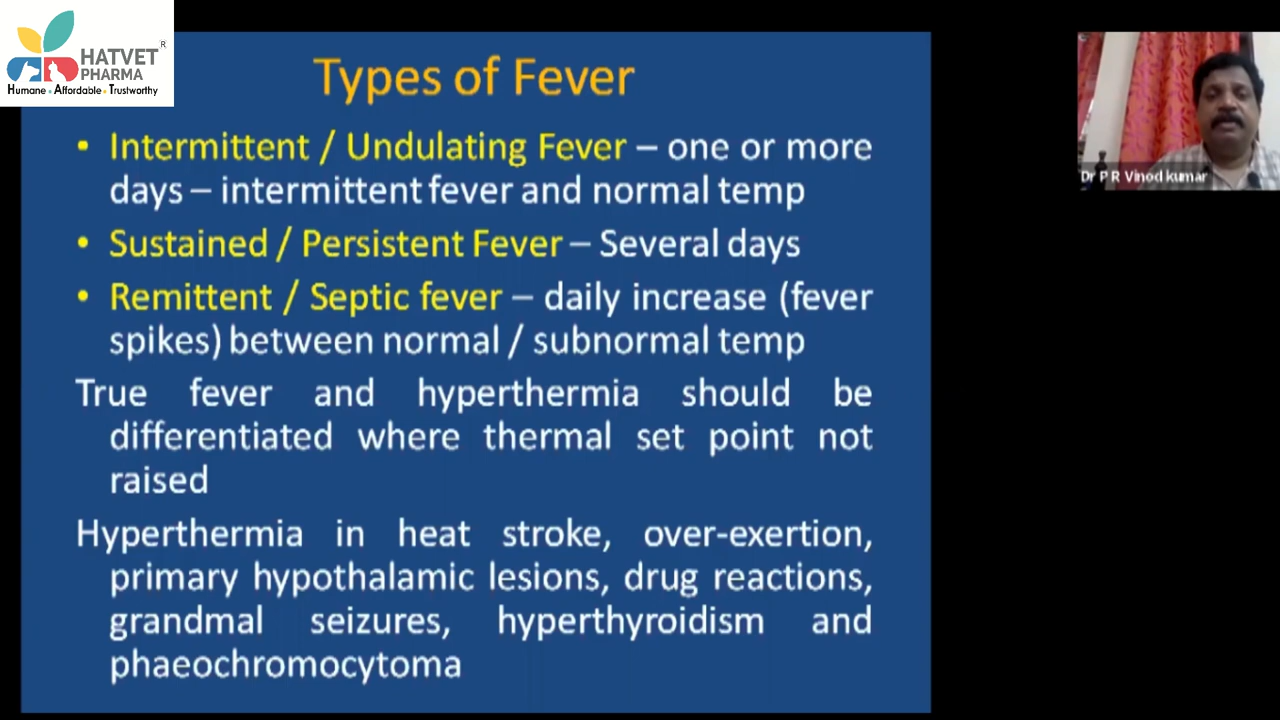 HATVET®
PHARMA
Humane • Affordable • Trustworthy
Types of Fever
• Intermittent / Undulating Fever – one or more
days – intermittent fever and normal temp
• Sustained / Persistent Fever – Several days
• Remittent / Septic fever – daily increase (fever
spikes) between normal / subnormal temp
True fever and hyperthermia should be
differentiated where thermal set point not
raised
Hyperthermia in heat stroke, over-exertion,
primary hypothalamic lesions, drug reactions,
grandmal seizures, hyperthyroidism and
phaeochromocytoma
Dr P R Vinod kumar